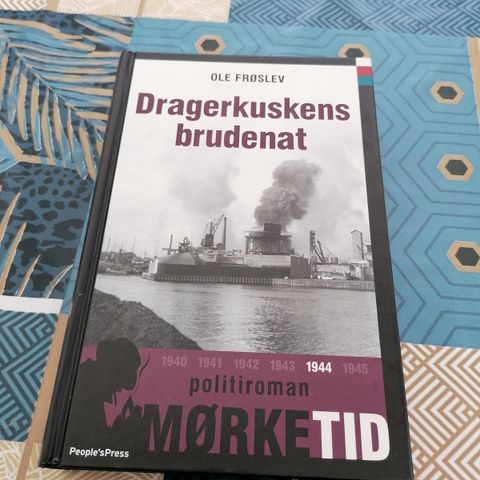 OLE FRØSLEV
Dragerkuskens
brudenat
1940 1941 1942 1943 1944 1945
politiroman
MØRKETID
People'sPress